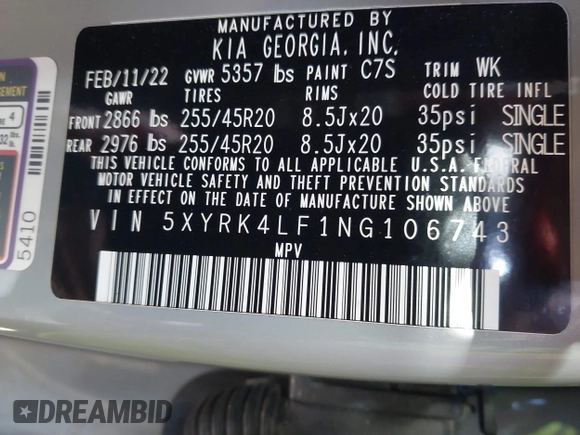 MANUFACTURED BY
KIA GEORGIA, INC.
FEB/11/22 GVWR 5357 lbs PAINT C7S TRIM WK
GAWR TIRES RIMS COLD TIRE INFL
FRONT 2866 lbs 255/45R20 8.5Jx20 35psi SINGLE
REAR 2976 lbs 255/45R20 8.5Jx20 35psi SINGLE
THIS VEHICLE CONFORMS TO ALL APPLICABLE U.S.A. FEDERAL
MOTOR VEHICLE SAFETY AND THEFT PREVENTION STANDARDS
IN EFFECT ON THE DATE OF MANUFACTURE SHOWN ABOVE
VIN 5XYRK4LF1NG106743
MPV
4
5410
DREAMBID